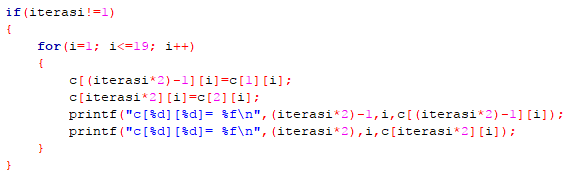 if(iterasi!=1)
{
    for(i=1; i<=19; i++)
    {
        c[(iterasi*2)-1][i]=c[1][i];
        c[iterasi*2][i]=c[2][i];
        printf("c[%d][%d]= %f\n",(iterasi*2)-1,i,c[(iterasi*2)-1][i]);
        printf("c[%d][%d]= %f\n",(iterasi*2),i,c[iterasi*2][i]);
    }
}